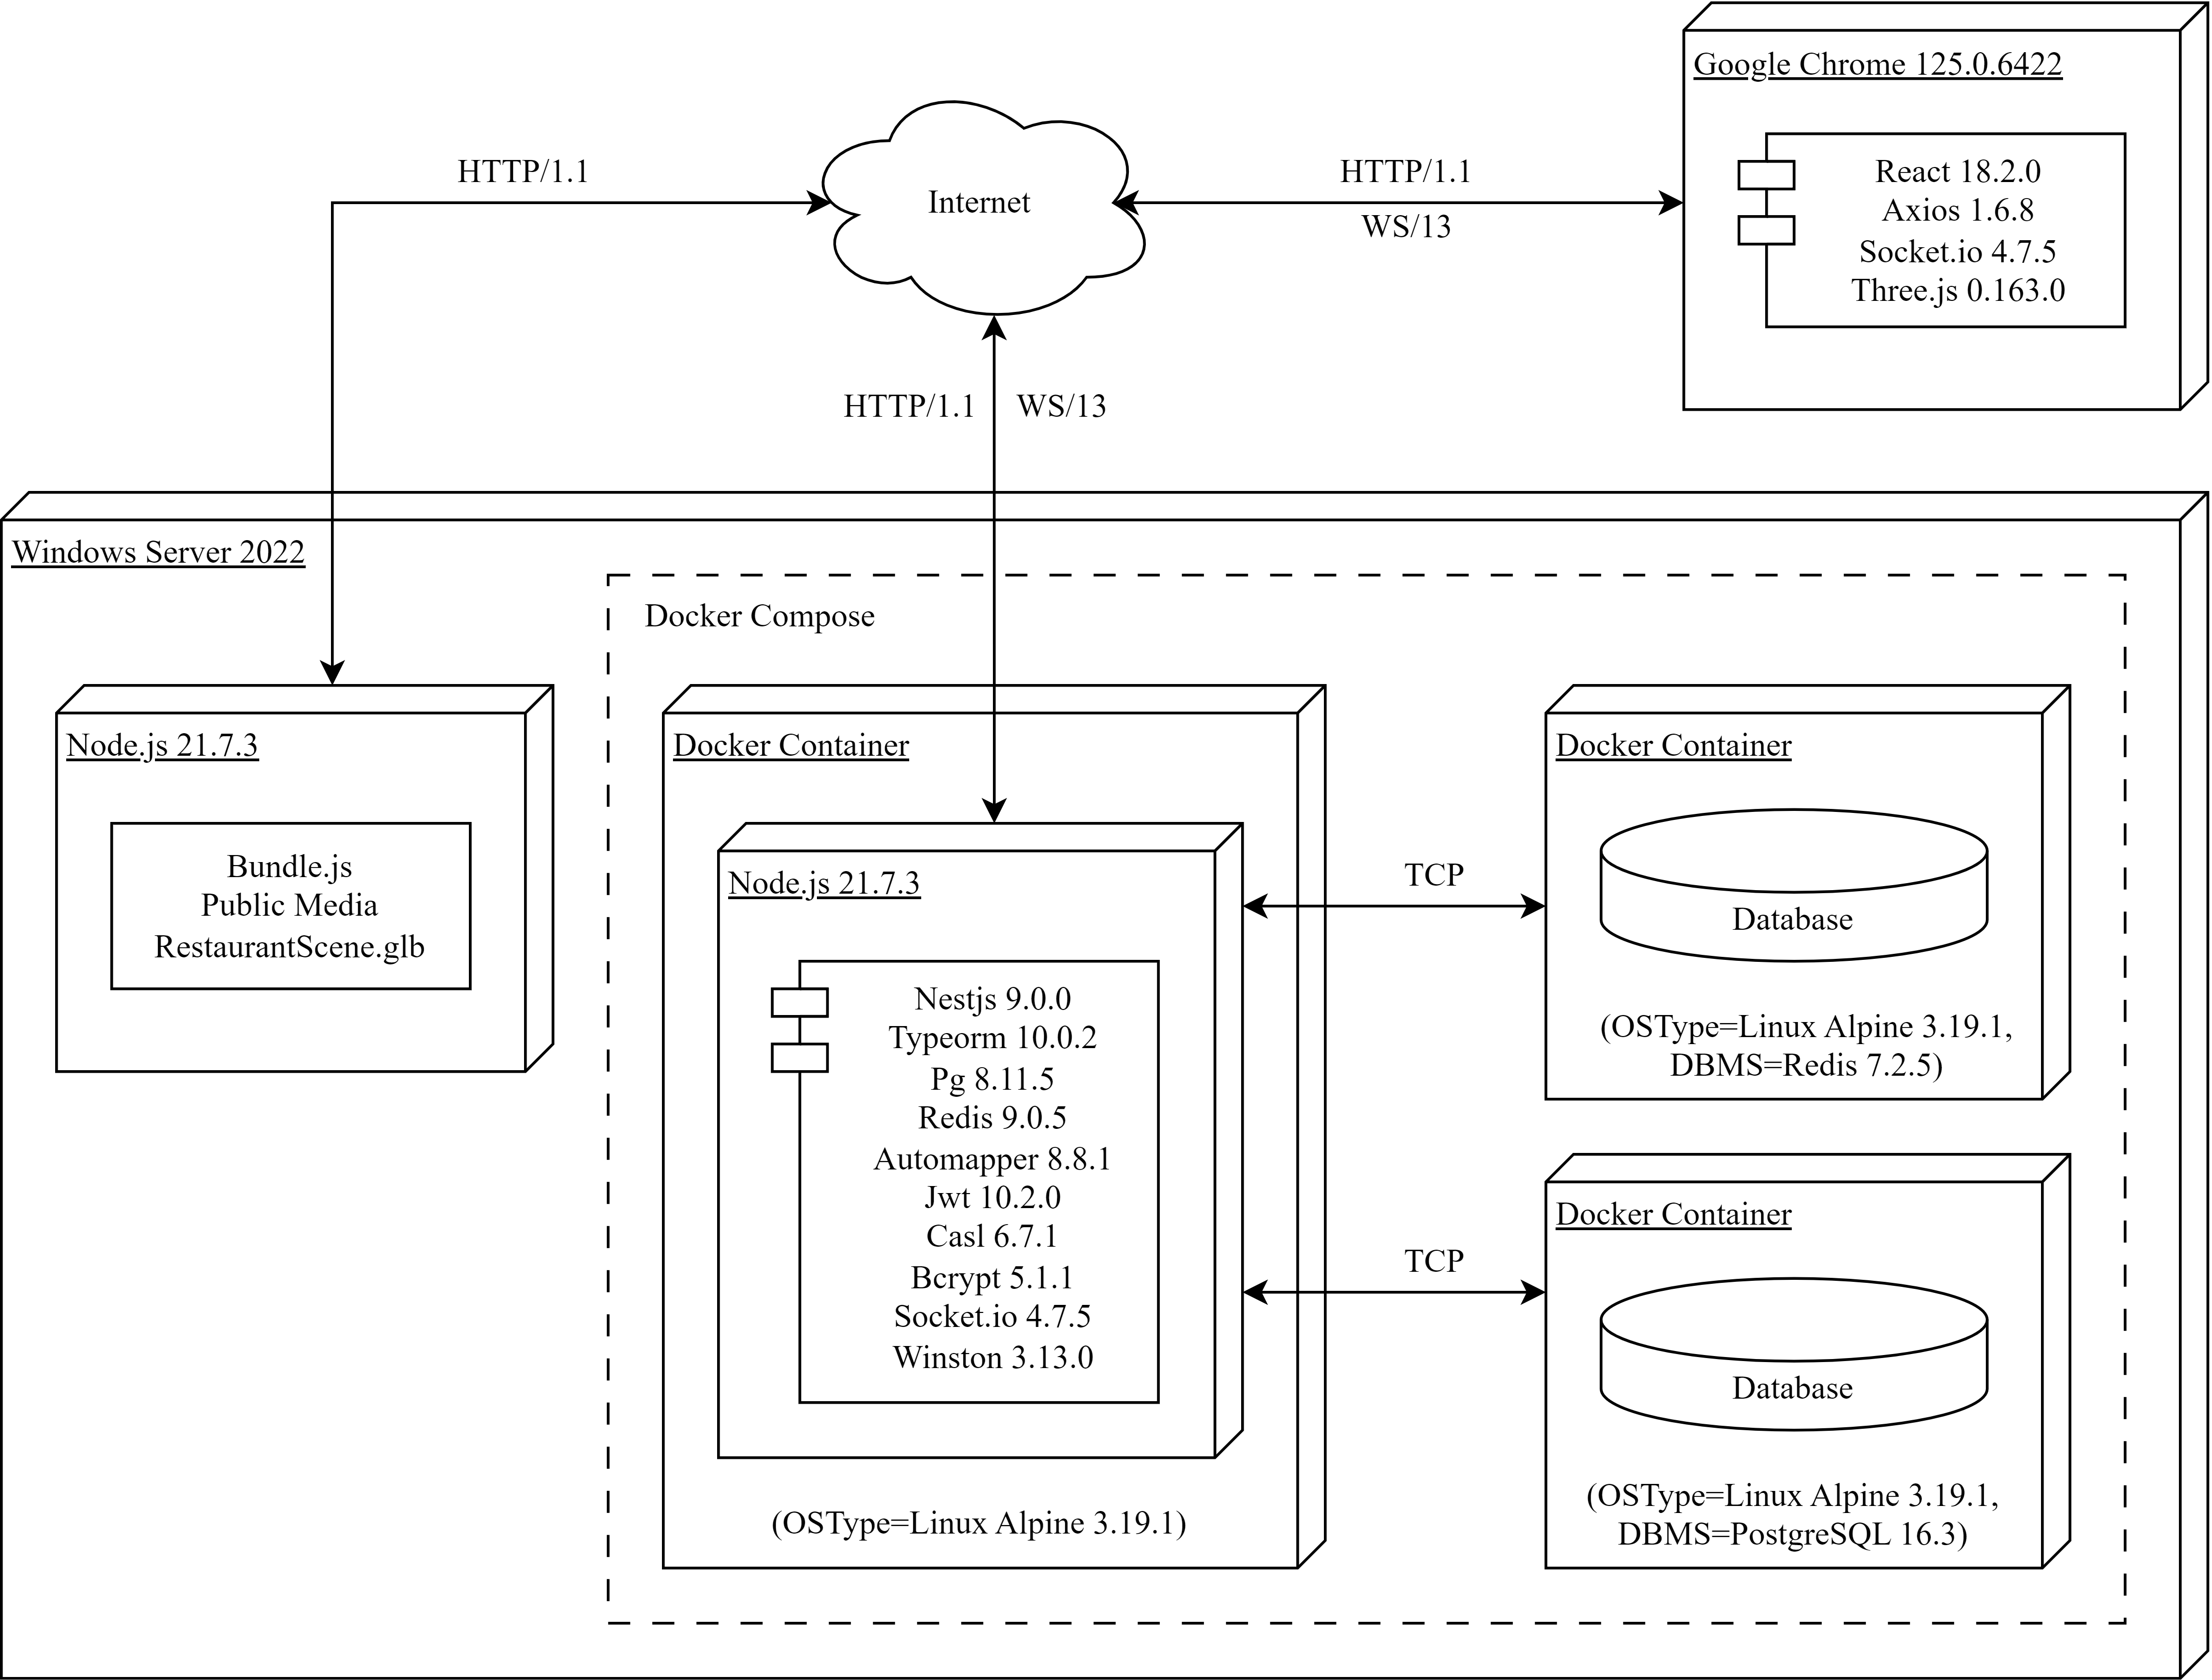 Google Chrome 125.0.6422
React 18.2.0
Axios 1.6.8
Socket.io 4.7.5
Three.js 0.163.0
HTTP/1.1
Internet
HTTP/1.1
WS/13
HTTP/1.1
WS/13
Windows Server 2022
Docker Compose
Node.js 21.7.3
Bundle.js
Public Media
RestaurantScene.glb
Docker Container
Node.js 21.7.3
Nestjs 9.0.0
Typeorm 10.0.2
Pg 8.11.5
Redis 9.0.5
Automapper 8.8.1
Jwt 10.2.0
Casl 6.7.1
Bcrypt 5.1.1
Socket.io 4.7.5
Winston 3.13.0
(OSType=Linux Alpine 3.19.1)
TCP
Docker Container
Database
(OSType=Linux Alpine 3.19.1,
DBMS=Redis 7.2.5)
TCP
Docker Container
Database
(OSType=Linux Alpine 3.19.1,
DBMS=PostgreSQL 16.3)